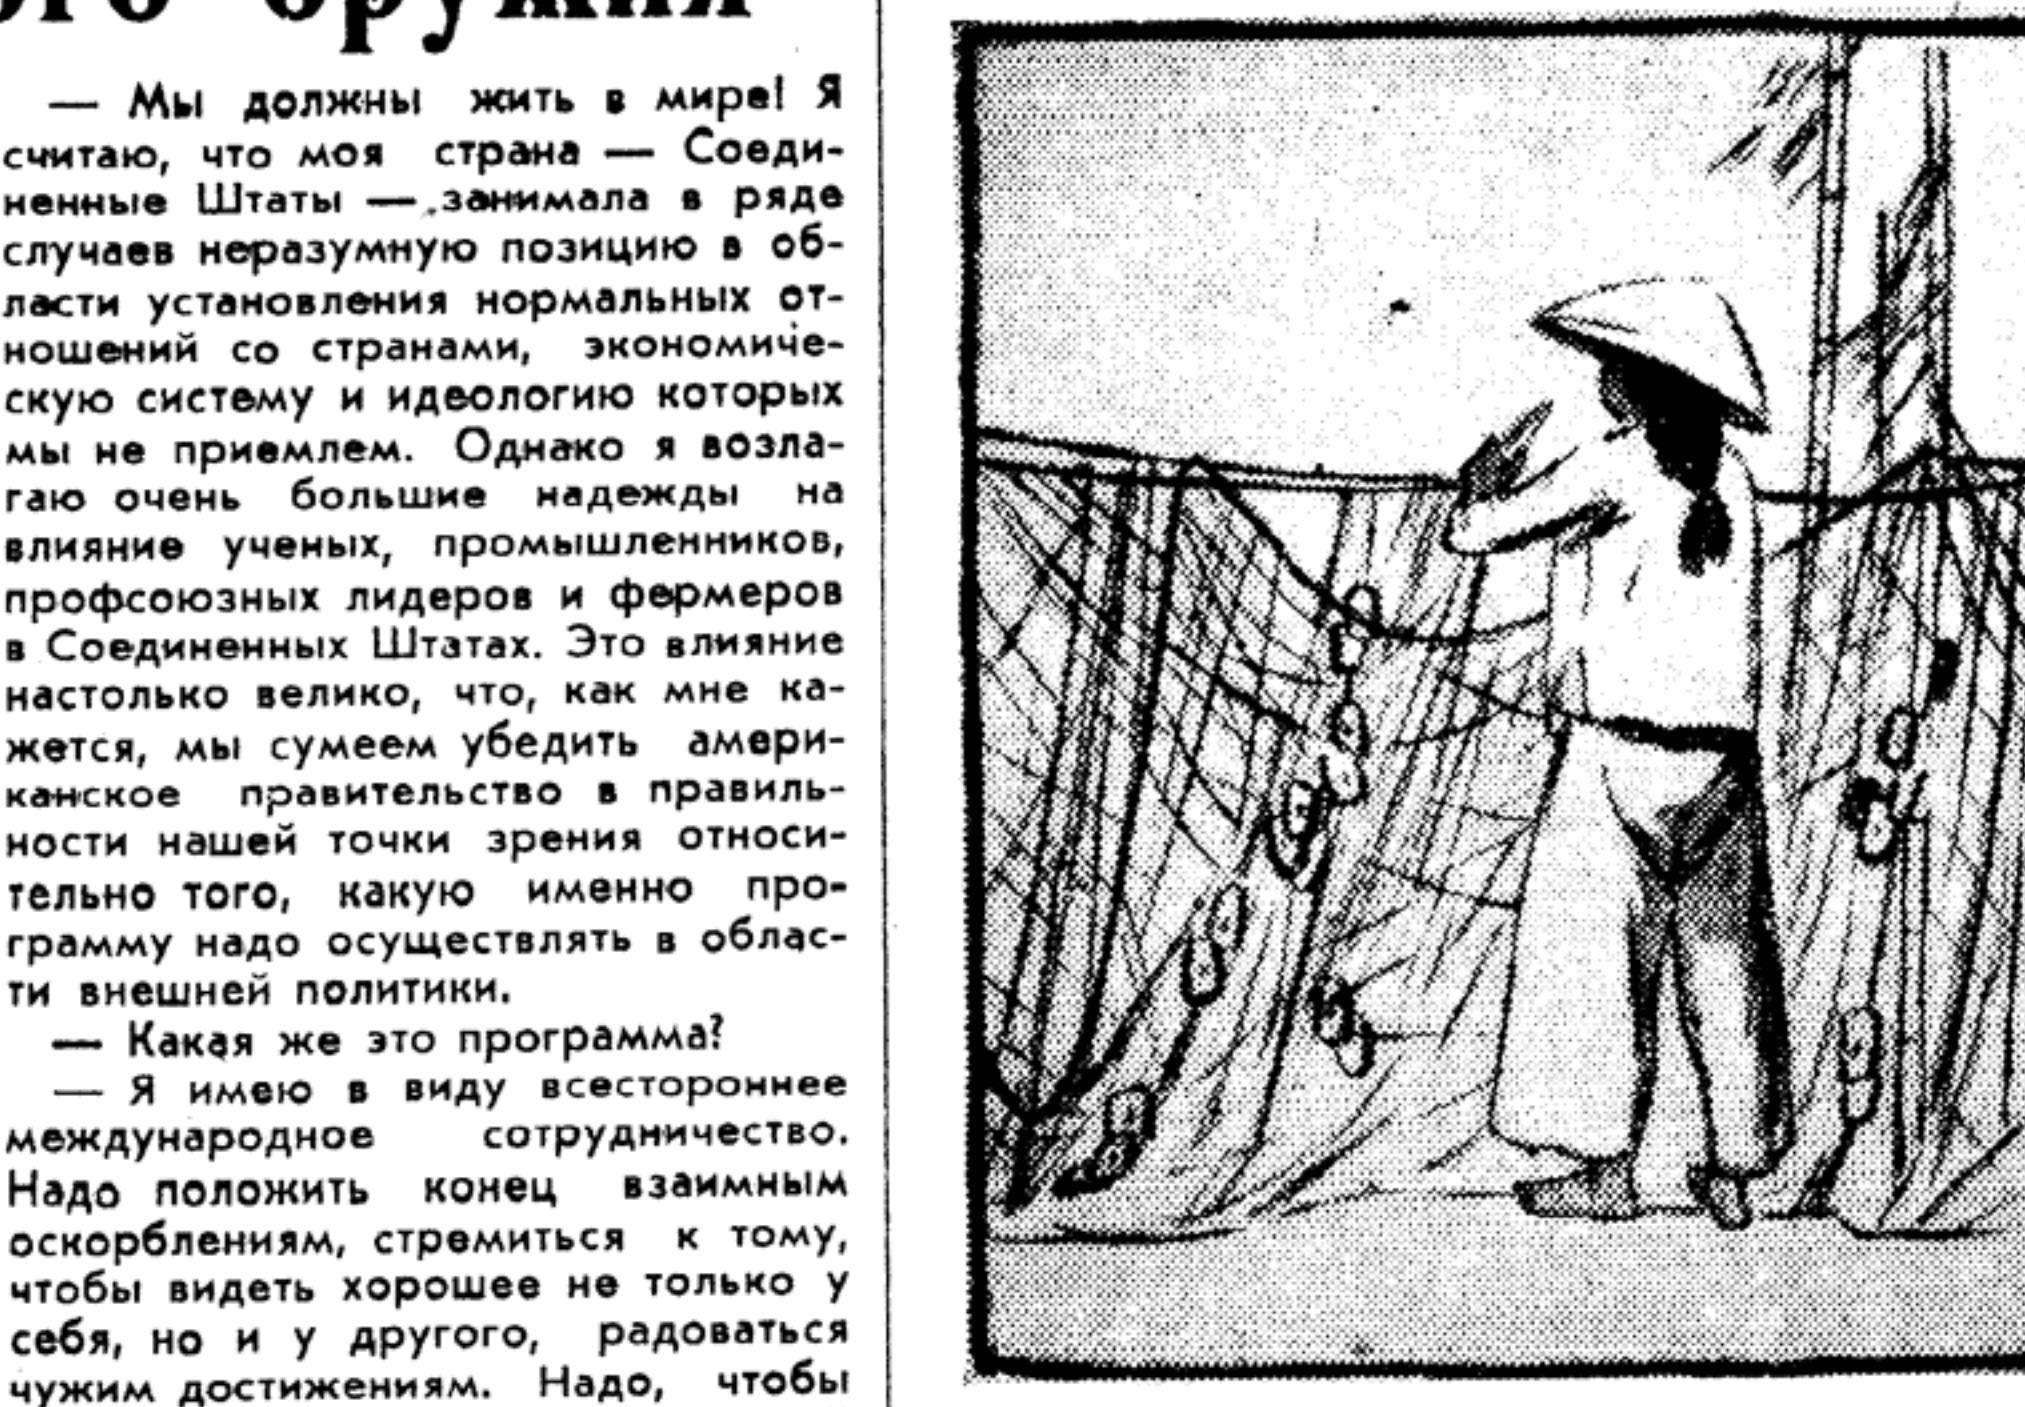 ого оружия
— Мы должны жить в мире! Я
считаю, что моя страна — Соеди-
ненные Штаты — занимала в ряде
случаев неразумную позицию в об-
ласти установления нормальных от-
ношений со странами, экономиче-
скую систему и идеологию которых
мы не приемлем. Однако я возла-
гаю очень большие надежды на
влияние ученых, промышленников,
профсоюзных лидеров и фермеров
в Соединенных Штатах. Это влияние
настолько велико, что, как мне ка-
жется, мы сумеем убедить амери-
канское правительство в правиль-
ности нашей точки зрения относи-
тельно того, какую именно про-
грамму надо осуществлять в облас-
ти внешней политики.
— Какая же это программа?
— Я имею в виду всестороннее
международное сотрудничество.
Надо положить конец взаимным
оскорблениям, стремиться к тому,
чтобы видеть хорошее не только у
себя, но и у другого, радоваться
чужим достижениям. Надо, чтобы